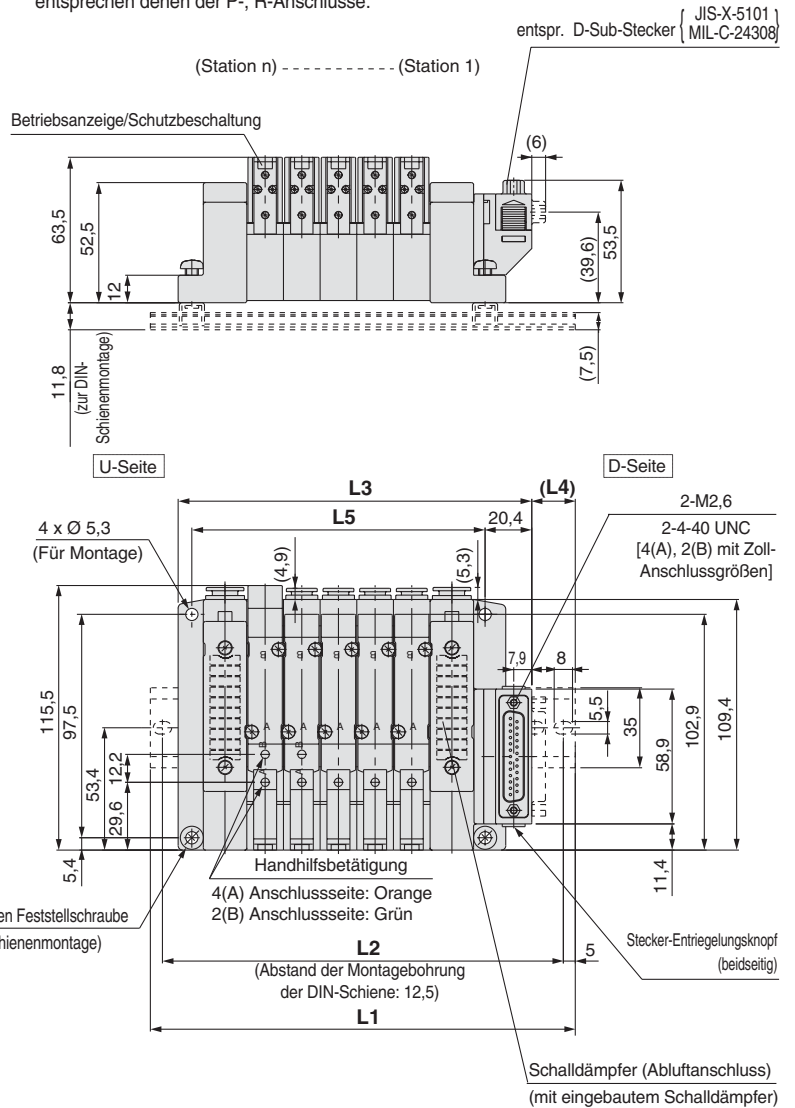 entsprechen denen der P-, R-Anschlüsse.
entspr. D-Sub-Stecker { JIS-X-5101 MIL-C-24308 }
(Station n) ---------- (Station 1)
Betriebsanzeige/Schutzbeschaltung
(6)
63,5
52,5
12
(39,6)
53,5
11,8
(zur DIN-
Schienenmontage)
(7,5)
U-Seite
D-Seite
L3
(L4)
L5
20,4
2-M2,6
2-4-40 UNC
[4(A), 2(B) mit Zoll-
Anschlussgrößen]
4 x Ø 5,3
(Für Montage)
(4,9)
(5,3)
7,9
8
B B B B B
A A A A A
B B
A
115,5
97,5
53,4
12,2
29,6
5,4
5,5
35
58,9
102,9
109,4
11,4
Handhilfsbetätigung
4(A) Anschlussseite: Orange
2(B) Anschlussseite: Grün
en Feststellschraube
hienenmontage)
L2
5
(Abstand der Montagebohrung
der DIN-Schiene: 12,5)
L1
Stecker-Entriegelungsknopf
(beidseitig)
Schalldämpfer (Abluftanschluss)
(mit eingebautem Schalldämpfer)